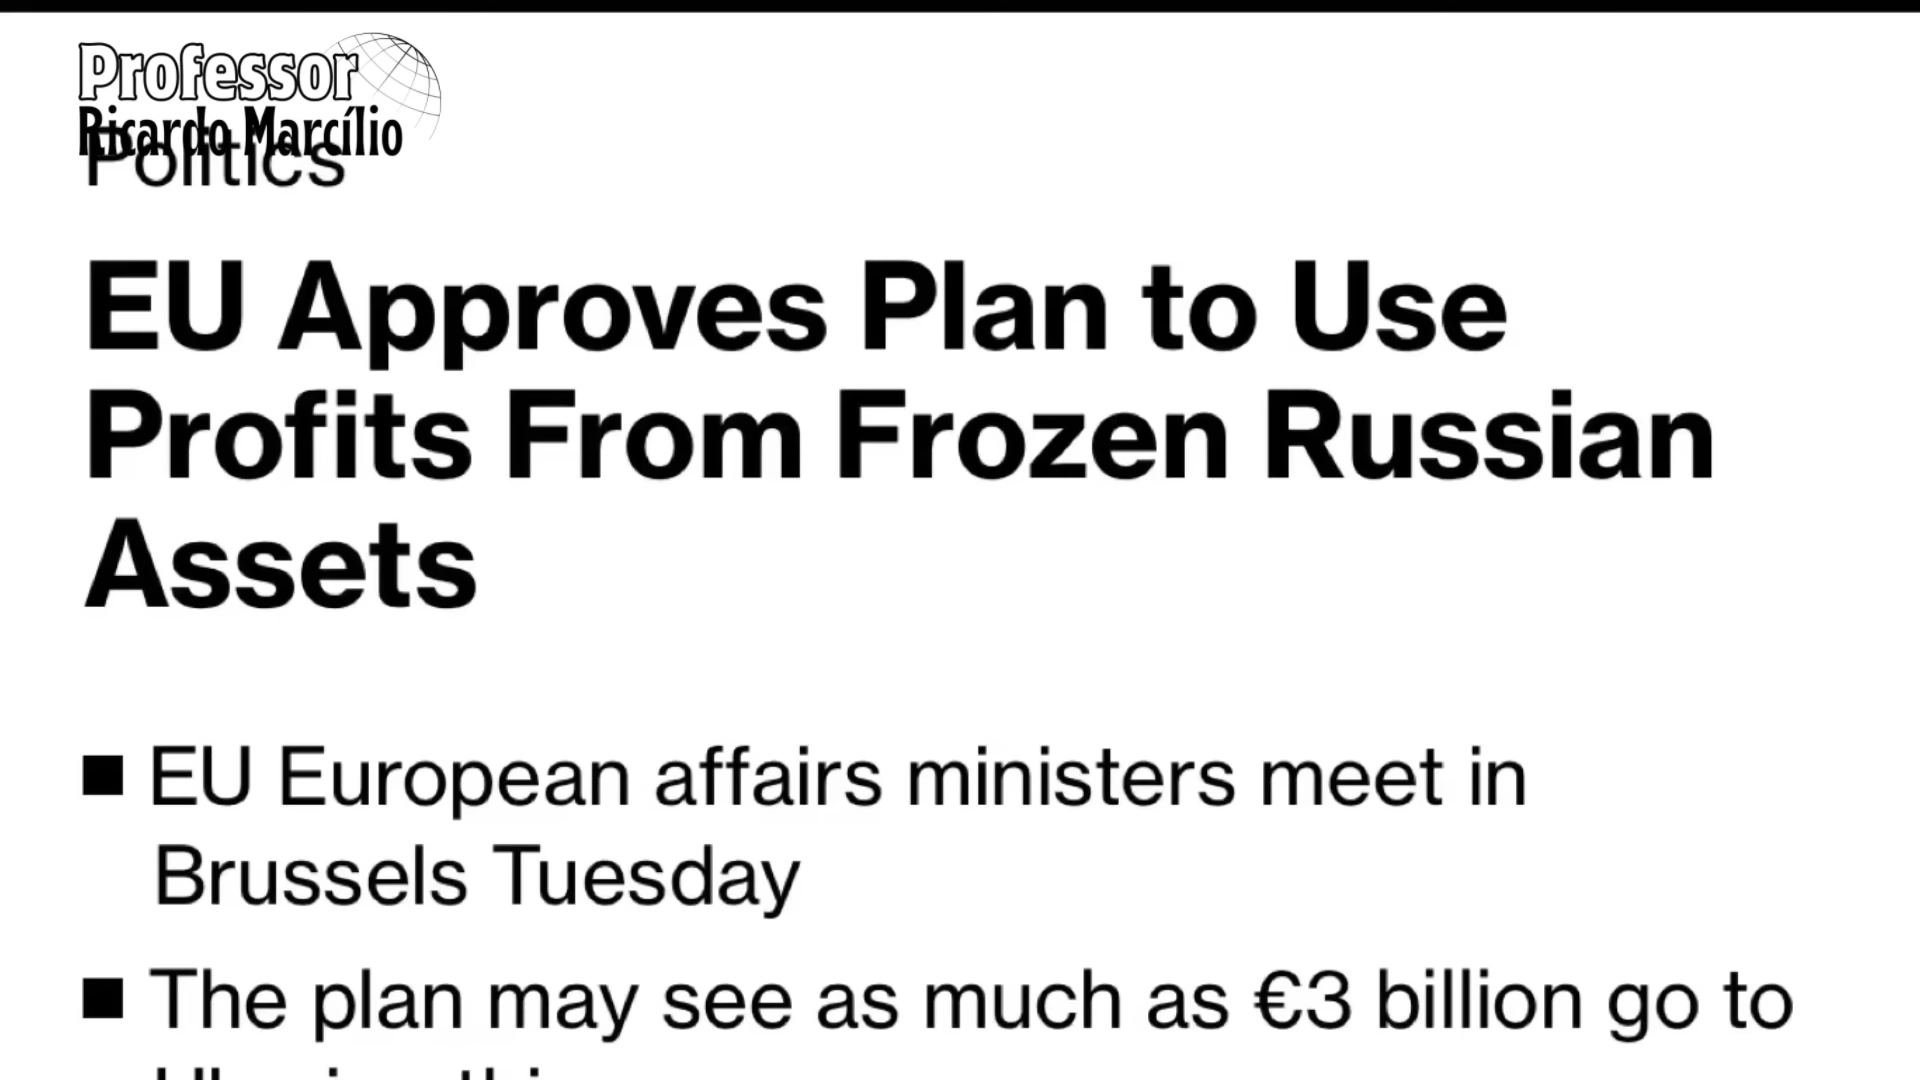 Professor
Ricardo Marcílio
Politics
EU Approves Plan to Use
Profits From Frozen Russian
Assets
■ EU European affairs ministers meet in
Brussels Tuesday
■ The plan may see as much as €3 billion go to